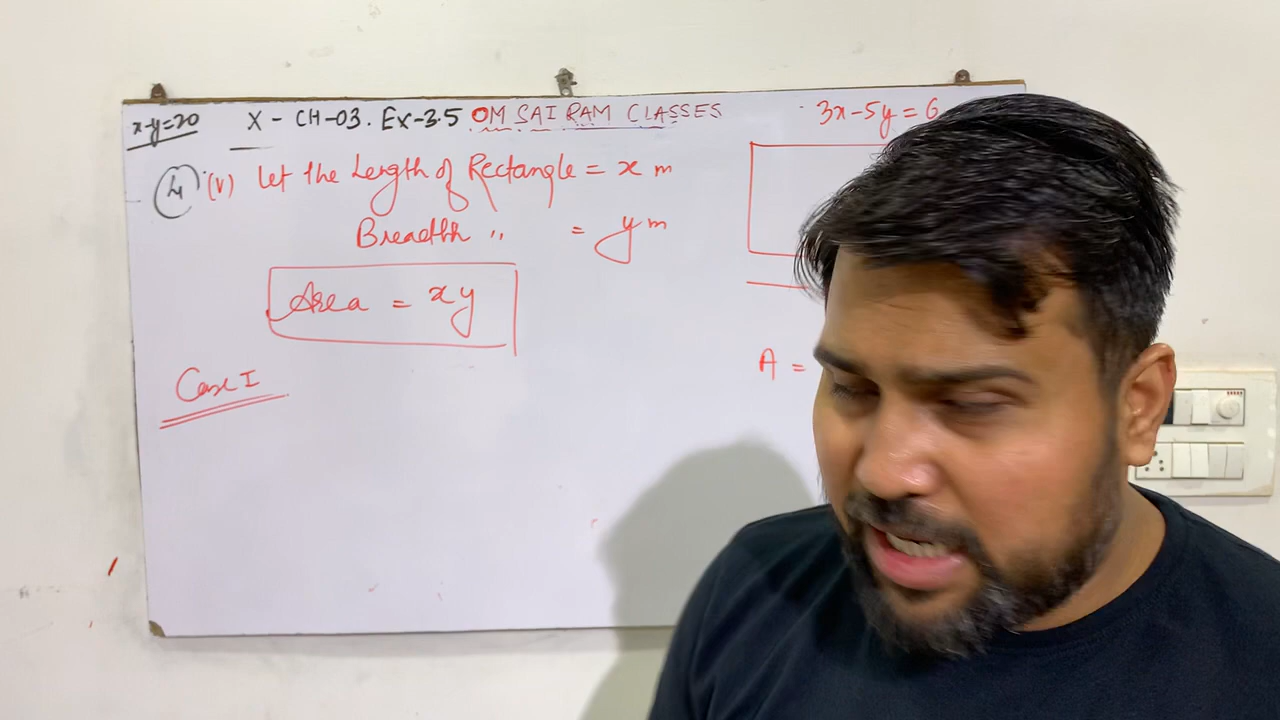 x-y=20
X - CH-03. Ex-3.5 OM SAI RAM CLASSES
3x-5y = 6
4 (V) Let the Length of Rectangle = x m
Breadth " = y m
Area = xy
Case I
A =